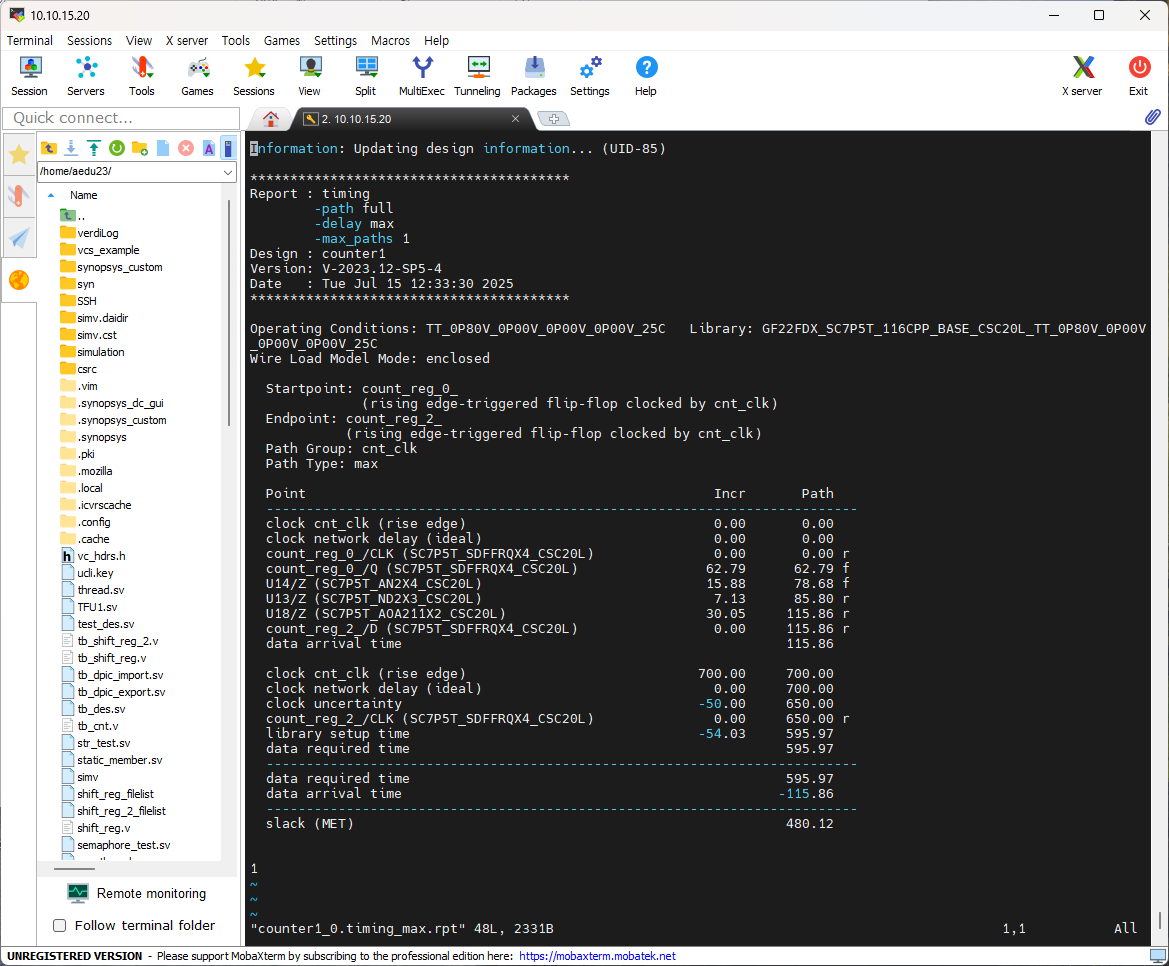 10.10.15.20
Terminal Sessions View X server Tools Games Settings Macros Help
Session Servers Tools Games Sessions View Split MultiExec Tunneling Packages Settings Help X server Exit
Quick connect...
2. 10.10.15.20
/home/aedu23/
Name
..
verdiLog
vcs_example
synopsys_custom
syn
SSH
simv.daidir
simv.cst
simulation
csrc
.vim
.synopsys_dc_gui
.synopsys_custom
.synopsys
.pki
.mozilla
.local
.icvrscache
.config
.cache
vc_hdrs.h
ucli.key
thread.sv
TFU1.sv
test_des.sv
tb_shift_reg_2.v
tb_shift_reg.v
tb_dpic_import.sv
tb_dpic_export.sv
tb_des.sv
tb_cnt.v
str_test.sv
static_member.sv
simv
shift_reg_filelist
shift_reg_2_filelist
shift_reg.v
semaphore_test.sv
Remote monitoring
Follow terminal folder
Information: Updating design information... (UID-85)
****************************************
Report : timing
        -path full
        -delay max
        -max_paths 1
Design : counter1
Version: V-2023.12-SP5-4
Date   : Tue Jul 15 12:33:30 2025
****************************************
Operating Conditions: TT_0P80V_0P00V_0P00V_0P00V_25C   Library: GF22FDX_SC7P5T_116CPP_BASE_CSC20L_TT_0P80V_0P00V
_0P00V_0P00V_25C
Wire Load Model Mode: enclosed
  Startpoint: count_reg_0_
              (rising edge-triggered flip-flop clocked by cnt_clk)
  Endpoint: count_reg_2_
            (rising edge-triggered flip-flop clocked by cnt_clk)
  Path Group: cnt_clk
  Path Type: max
  Point                                                   Incr       Path
  --------------------------------------------------------------------------
  clock cnt_clk (rise edge)                               0.00       0.00
  clock network delay (ideal)                             0.00       0.00
  count_reg_0_/CLK (SC7P5T_SDFFRQX4_CSC20L)               0.00       0.00 r
  count_reg_0_/Q (SC7P5T_SDFFRQX4_CSC20L)                62.79      62.79 f
  U14/Z (SC7P5T_AN2X4_CSC20L)                            15.88      78.68 f
  U13/Z (SC7P5T_ND2X3_CSC20L)                             7.13      85.80 r
  U18/Z (SC7P5T_AOA211X2_CSC20L)                         30.05     115.86 r
  count_reg_2_/D (SC7P5T_SDFFRQX4_CSC20L)                 0.00     115.86 r
  data arrival time                                                115.86
  clock cnt_clk (rise edge)                             700.00     700.00
  clock network delay (ideal)                             0.00     700.00
  clock uncertainty                                     -50.00     650.00
  count_reg_2_/CLK (SC7P5T_SDFFRQX4_CSC20L)               0.00     650.00 r
  library setup time                                    -54.03     595.97
  data required time                                               595.97
  --------------------------------------------------------------------------
  data required time                                               595.97
  data arrival time                                               -115.86
  --------------------------------------------------------------------------
  slack (MET)                                                      480.12
1
~
~
~
"counter1_0.timing_max.rpt" 48L, 2331B 1,1 All
UNREGISTERED VERSION - Please support MobaXterm by subscribing to the professional edition here: https://mobaxterm.mobatek.net